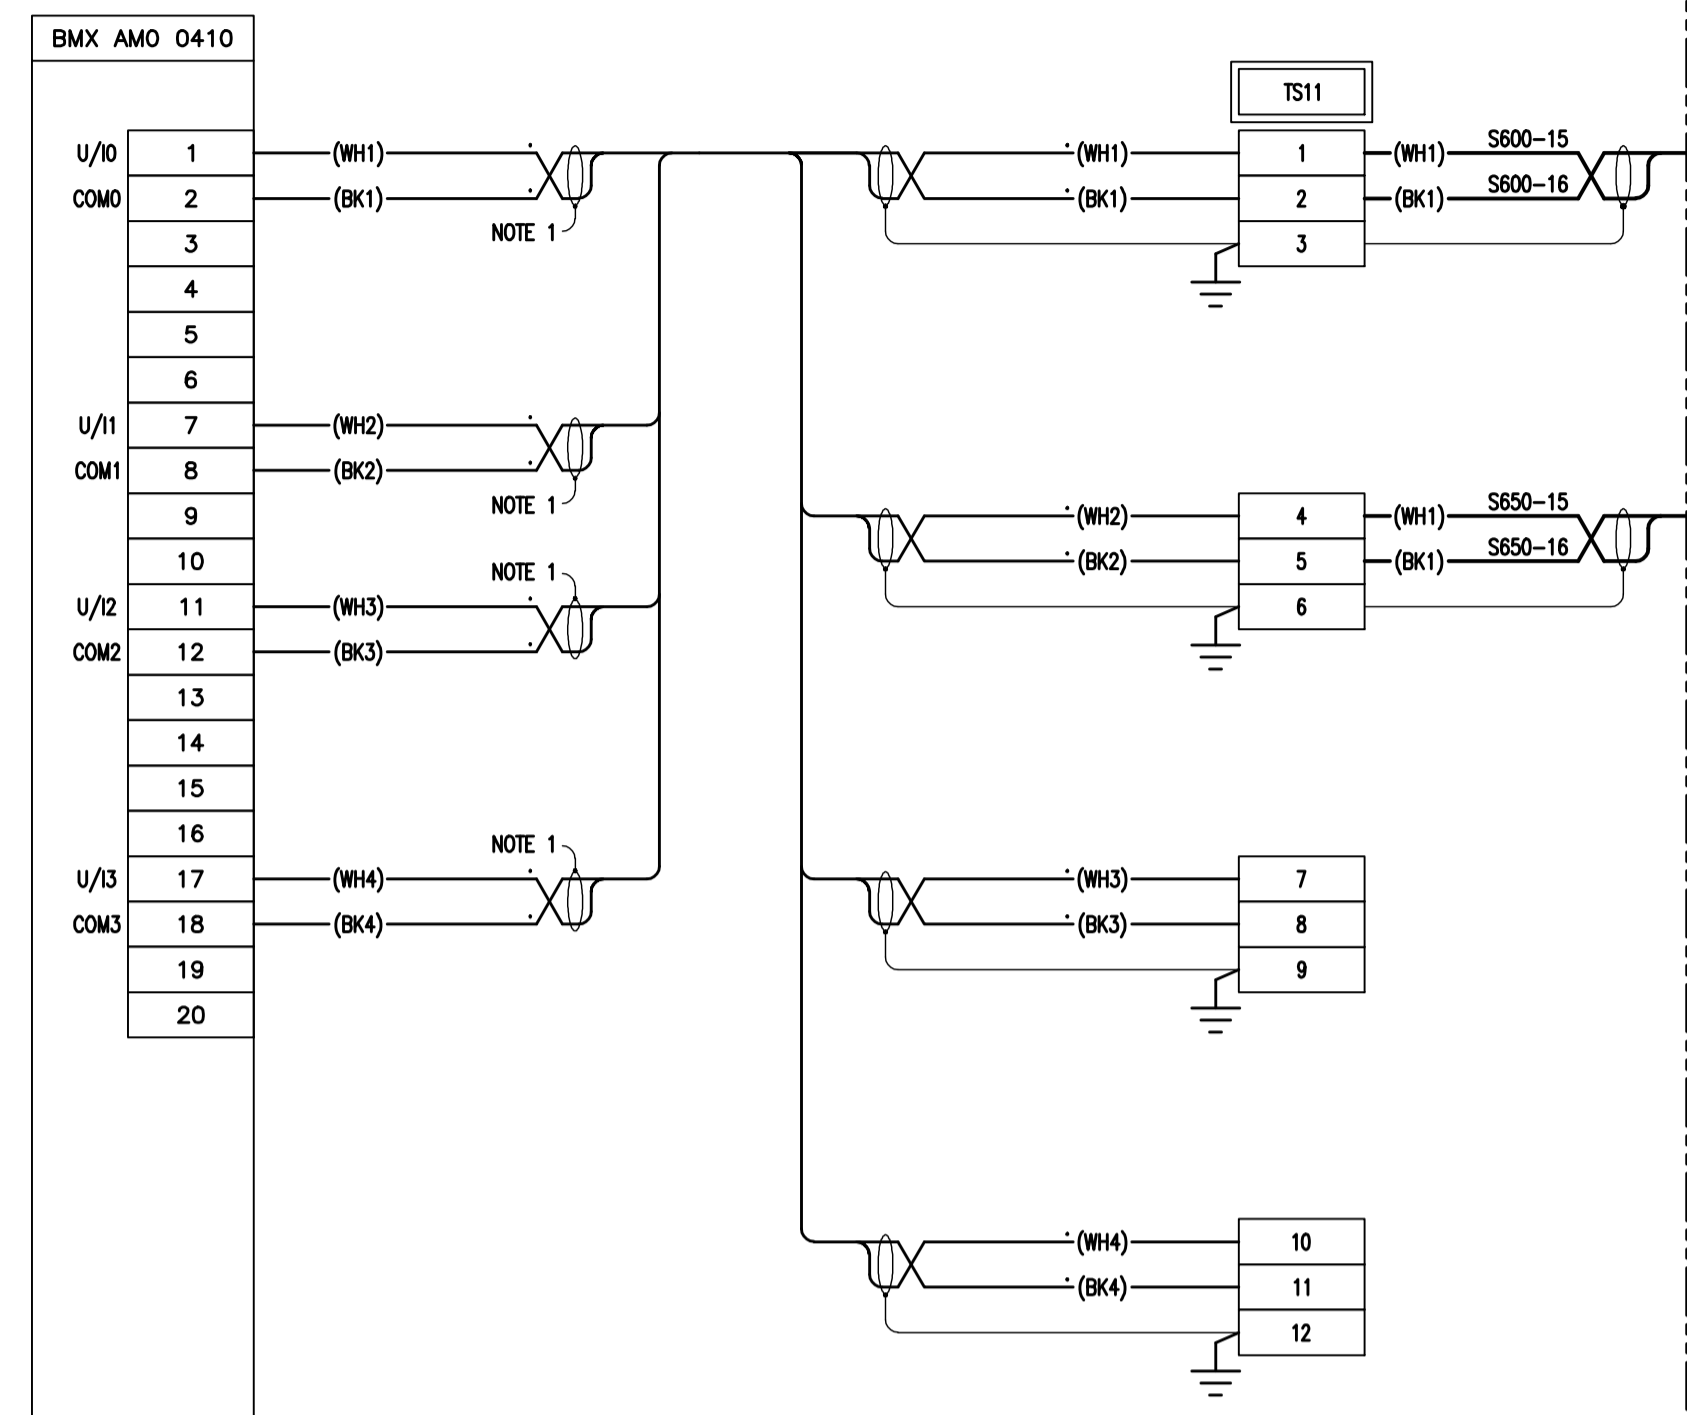 BMX AMO 0410
TS11
U/I0 1 (WH1) (WH1) 1 (WH1) S600-15
COM0 2 (BK1) (BK1) 2 (BK1) S600-16
NOTE 1
3 3
4
5
6
U/I1 7 (WH2)
COM1 8 (BK2)
NOTE 1
9 (WH2) 4 (WH1) S650-15
10 (BK2) 5 (BK1) S650-16
NOTE 1
U/I2 11 (WH3) 6
COM2 12 (BK3)
13
14
15
16
NOTE 1
U/I3 17 (WH4) (WH3) 7
COM3 18 (BK4) (BK3) 8
19 9
20
(WH4) 10
(BK4) 11
12